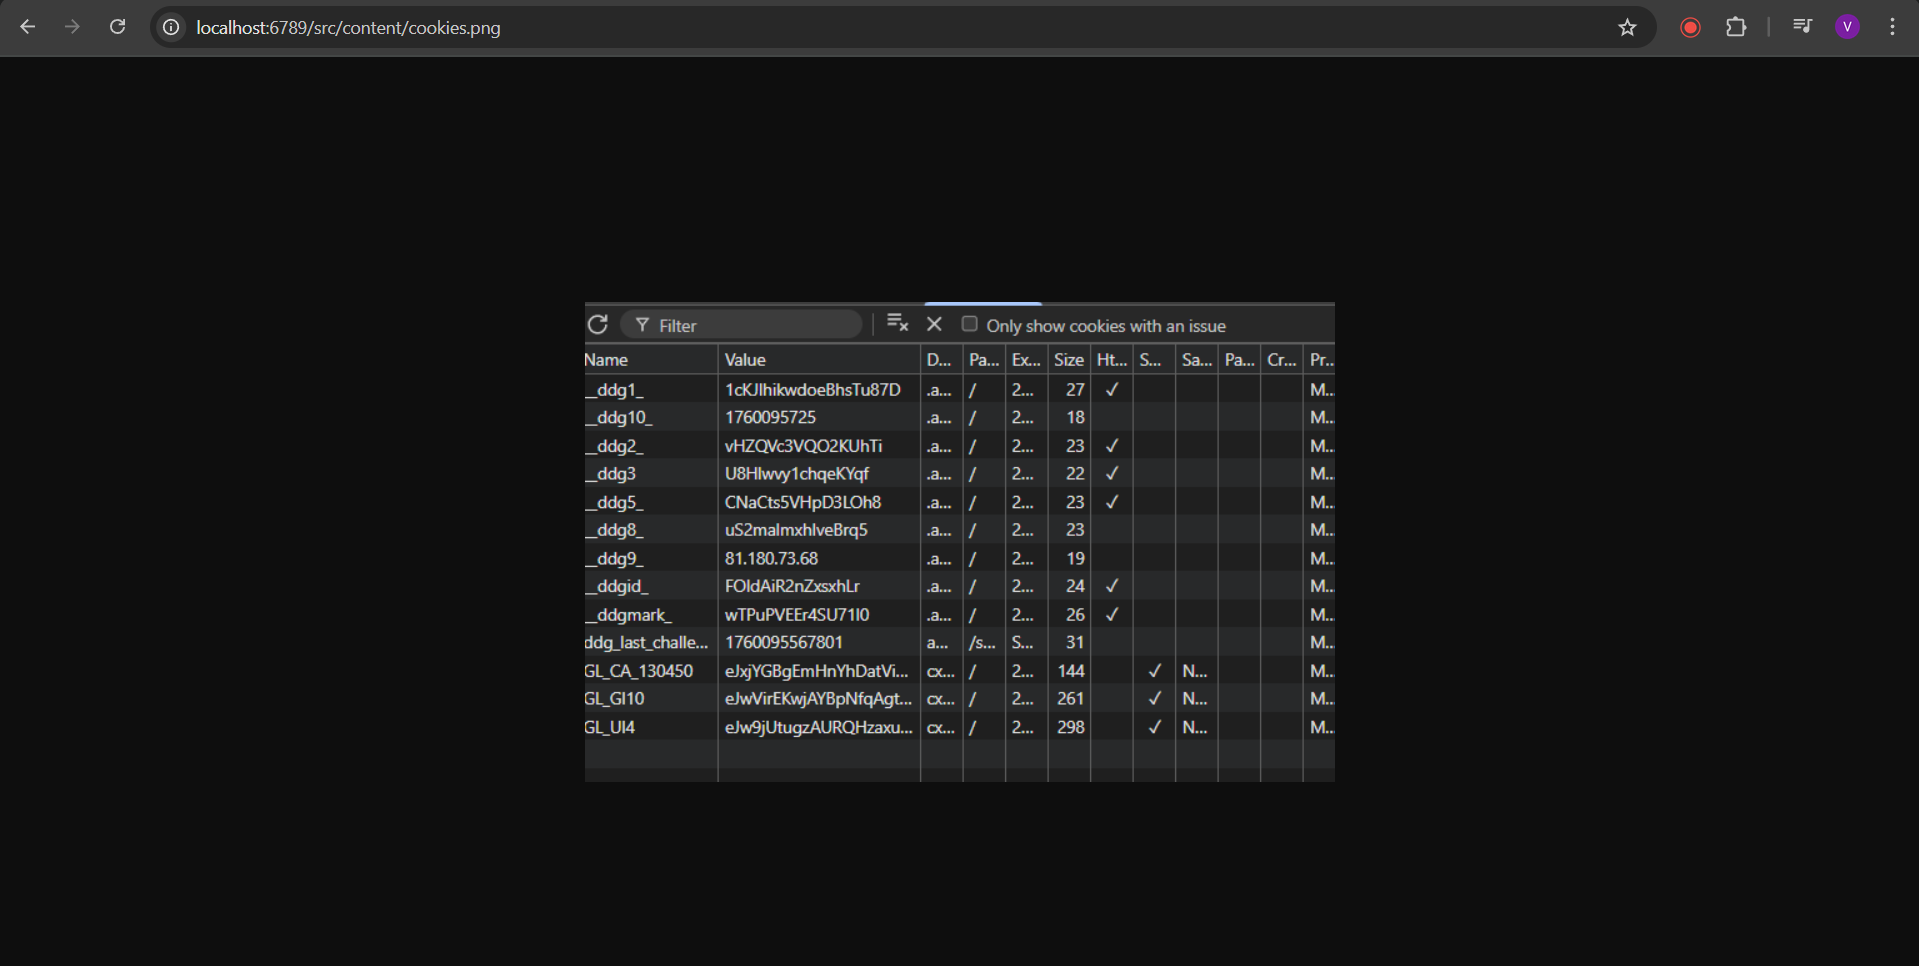 localhost:6789/src/content/cookies.png V
Filter Only show cookies with an issue
Name Value D... Pa... Ex... Size Ht... S... Sa... Pa... Cr... Pr..
__ddg1_ 1cKJlhikwdoeBhsTu87D .a... / 2... 27 ✓ M..
__ddg10_ 1760095725 .a... / 2... 18 M..
__ddg2_ vHZQVc3VQO2KUhTi .a... / 2... 23 ✓ M..
__ddg3 U8Hlwvy1chqeKYqf .a... / 2... 22 ✓ M..
__ddg5_ CNaCts5VHpD3LOh8 .a... / 2... 23 ✓ M..
__ddg8_ uS2malmxhlveBrq5 .a... / 2... 23 M..
__ddg9_ 81.180.73.68 .a... / 2... 19 M..
__ddgid_ FOldAiR2nZxsxhLr .a... / 2... 24 ✓ M..
__ddgmark_ wTPuPVEEr4SU71l0 .a... / 2... 26 ✓ M..
ddg_last_challe... 1760095567801 a... /s... S... 31 M..
GL_CA_130450 eJxjYGBgEmHnYhDatVi... cx... / 2... 144 ✓ N... M..
GL_GI10 eJwVirEKwjAYBpNfqAgt... cx... / 2... 261 ✓ N... M..
GL_UI4 eJw9jUtugzAURQHzaxu... cx... / 2... 298 ✓ N... M..